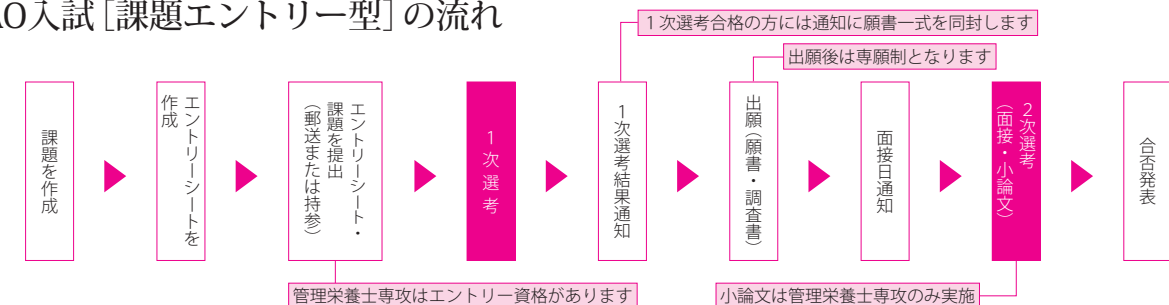 AO入試［課題エントリー型］の流れ
1次選考合格の方には通知に願書一式を同封します
出願後は専願制となります
課題を作成
エントリーシートを
作成
エントリーシート・
課題を提出
（郵送または持参）
1次選考
1次選考結果通知
出願（願書・調査書）
面接日通知
2次選考
（面接・小論文）
合否発表
管理栄養士専攻はエントリー資格があります
小論文は管理栄養士専攻のみ実施